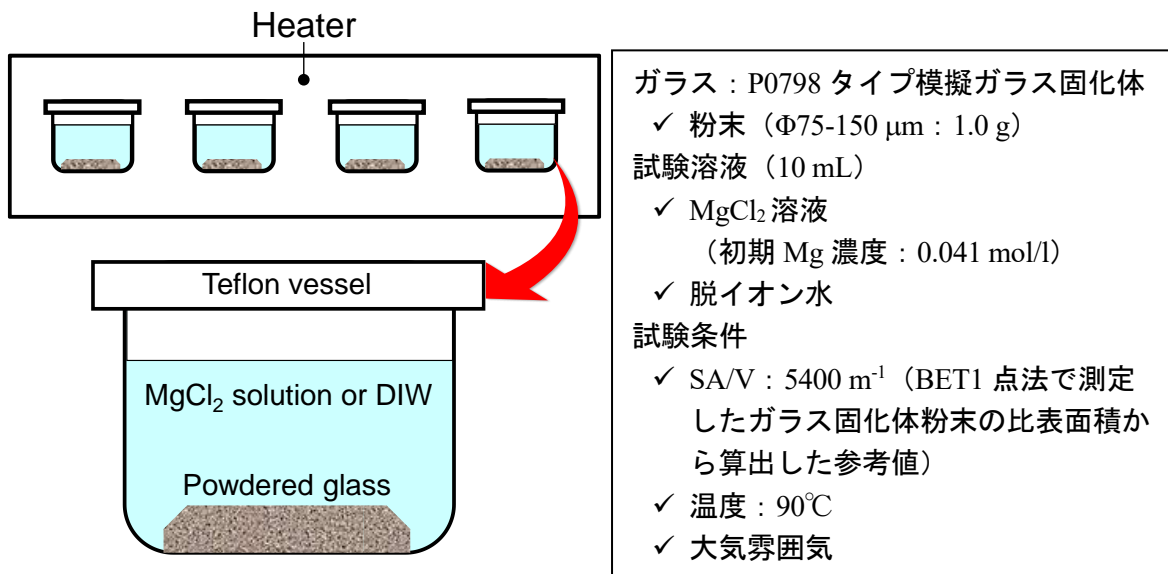 Heater
Teflon vessel
MgCl₂ solution or DIW
Powdered glass
ガラス：P0798 タイプ模擬ガラス固化体
✓ 粉末（Φ75-150 μm：1.0 g）
試験溶液（10 mL）
✓ MgCl₂ 溶液
（初期 Mg 濃度：0.041 mol/l）
✓ 脱イオン水
試験条件
✓ SA/V：5400 m⁻¹（BET1 点法で測定
したガラス固化体粉末の比表面積か
ら算出した参考値）
✓ 温度：90℃
✓ 大気雰囲気